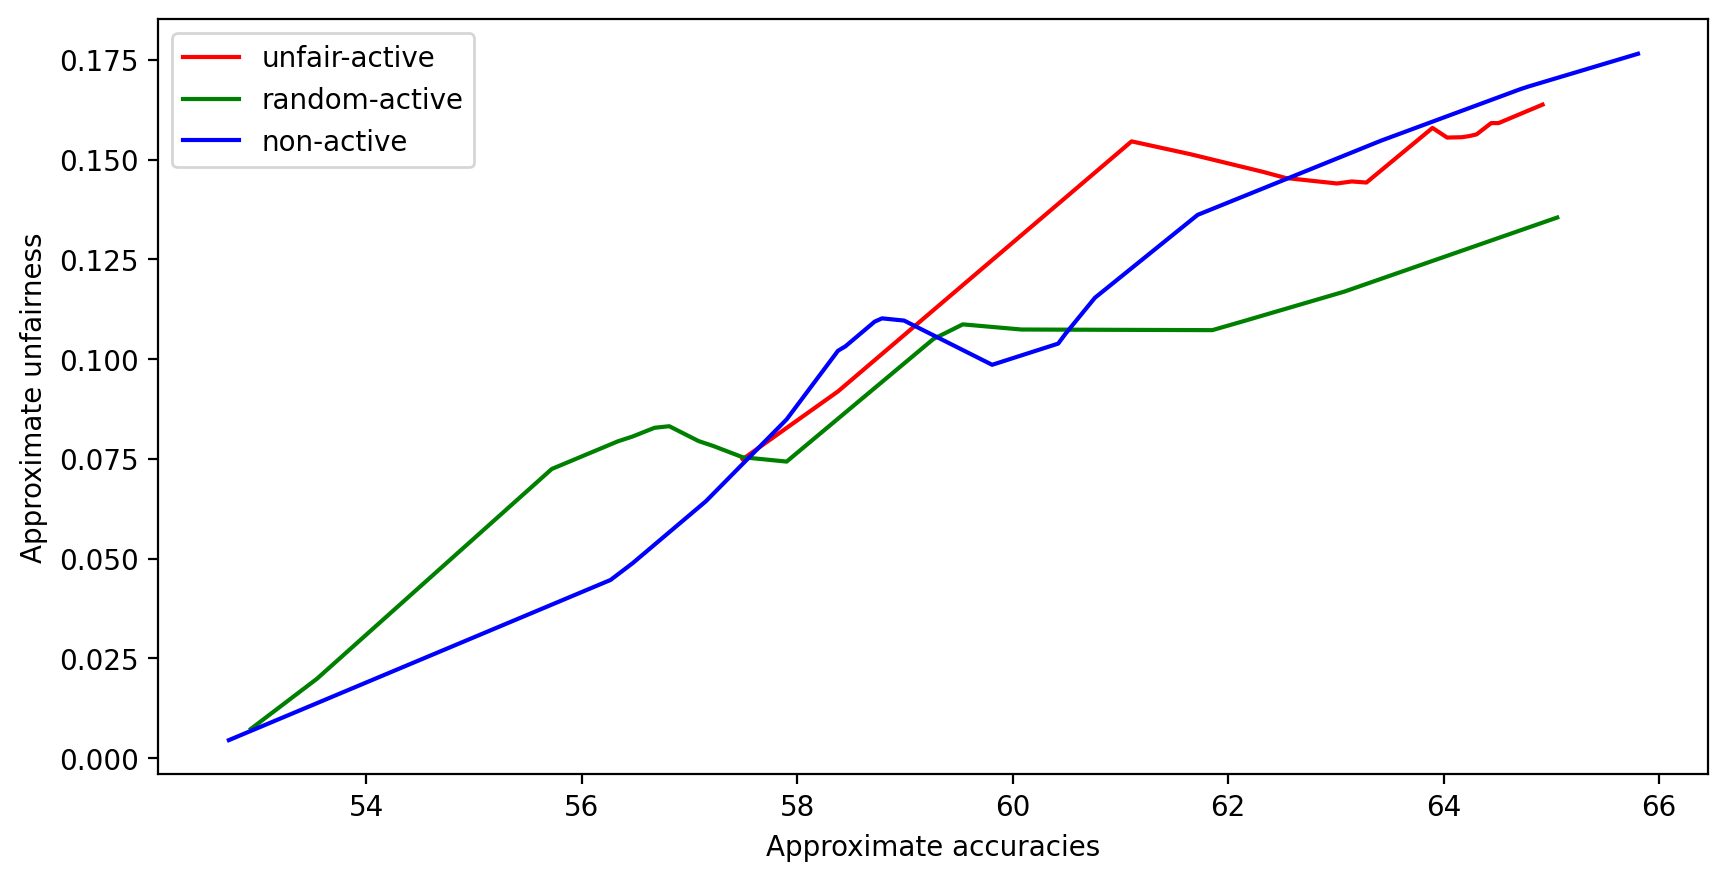 unfair-active
random-active
non-active
0.175
0.150
0.125
0.100
0.075
0.050
0.025
0.000
Approximate unfairness
54 56 58 60 62 64 66
Approximate accuracies